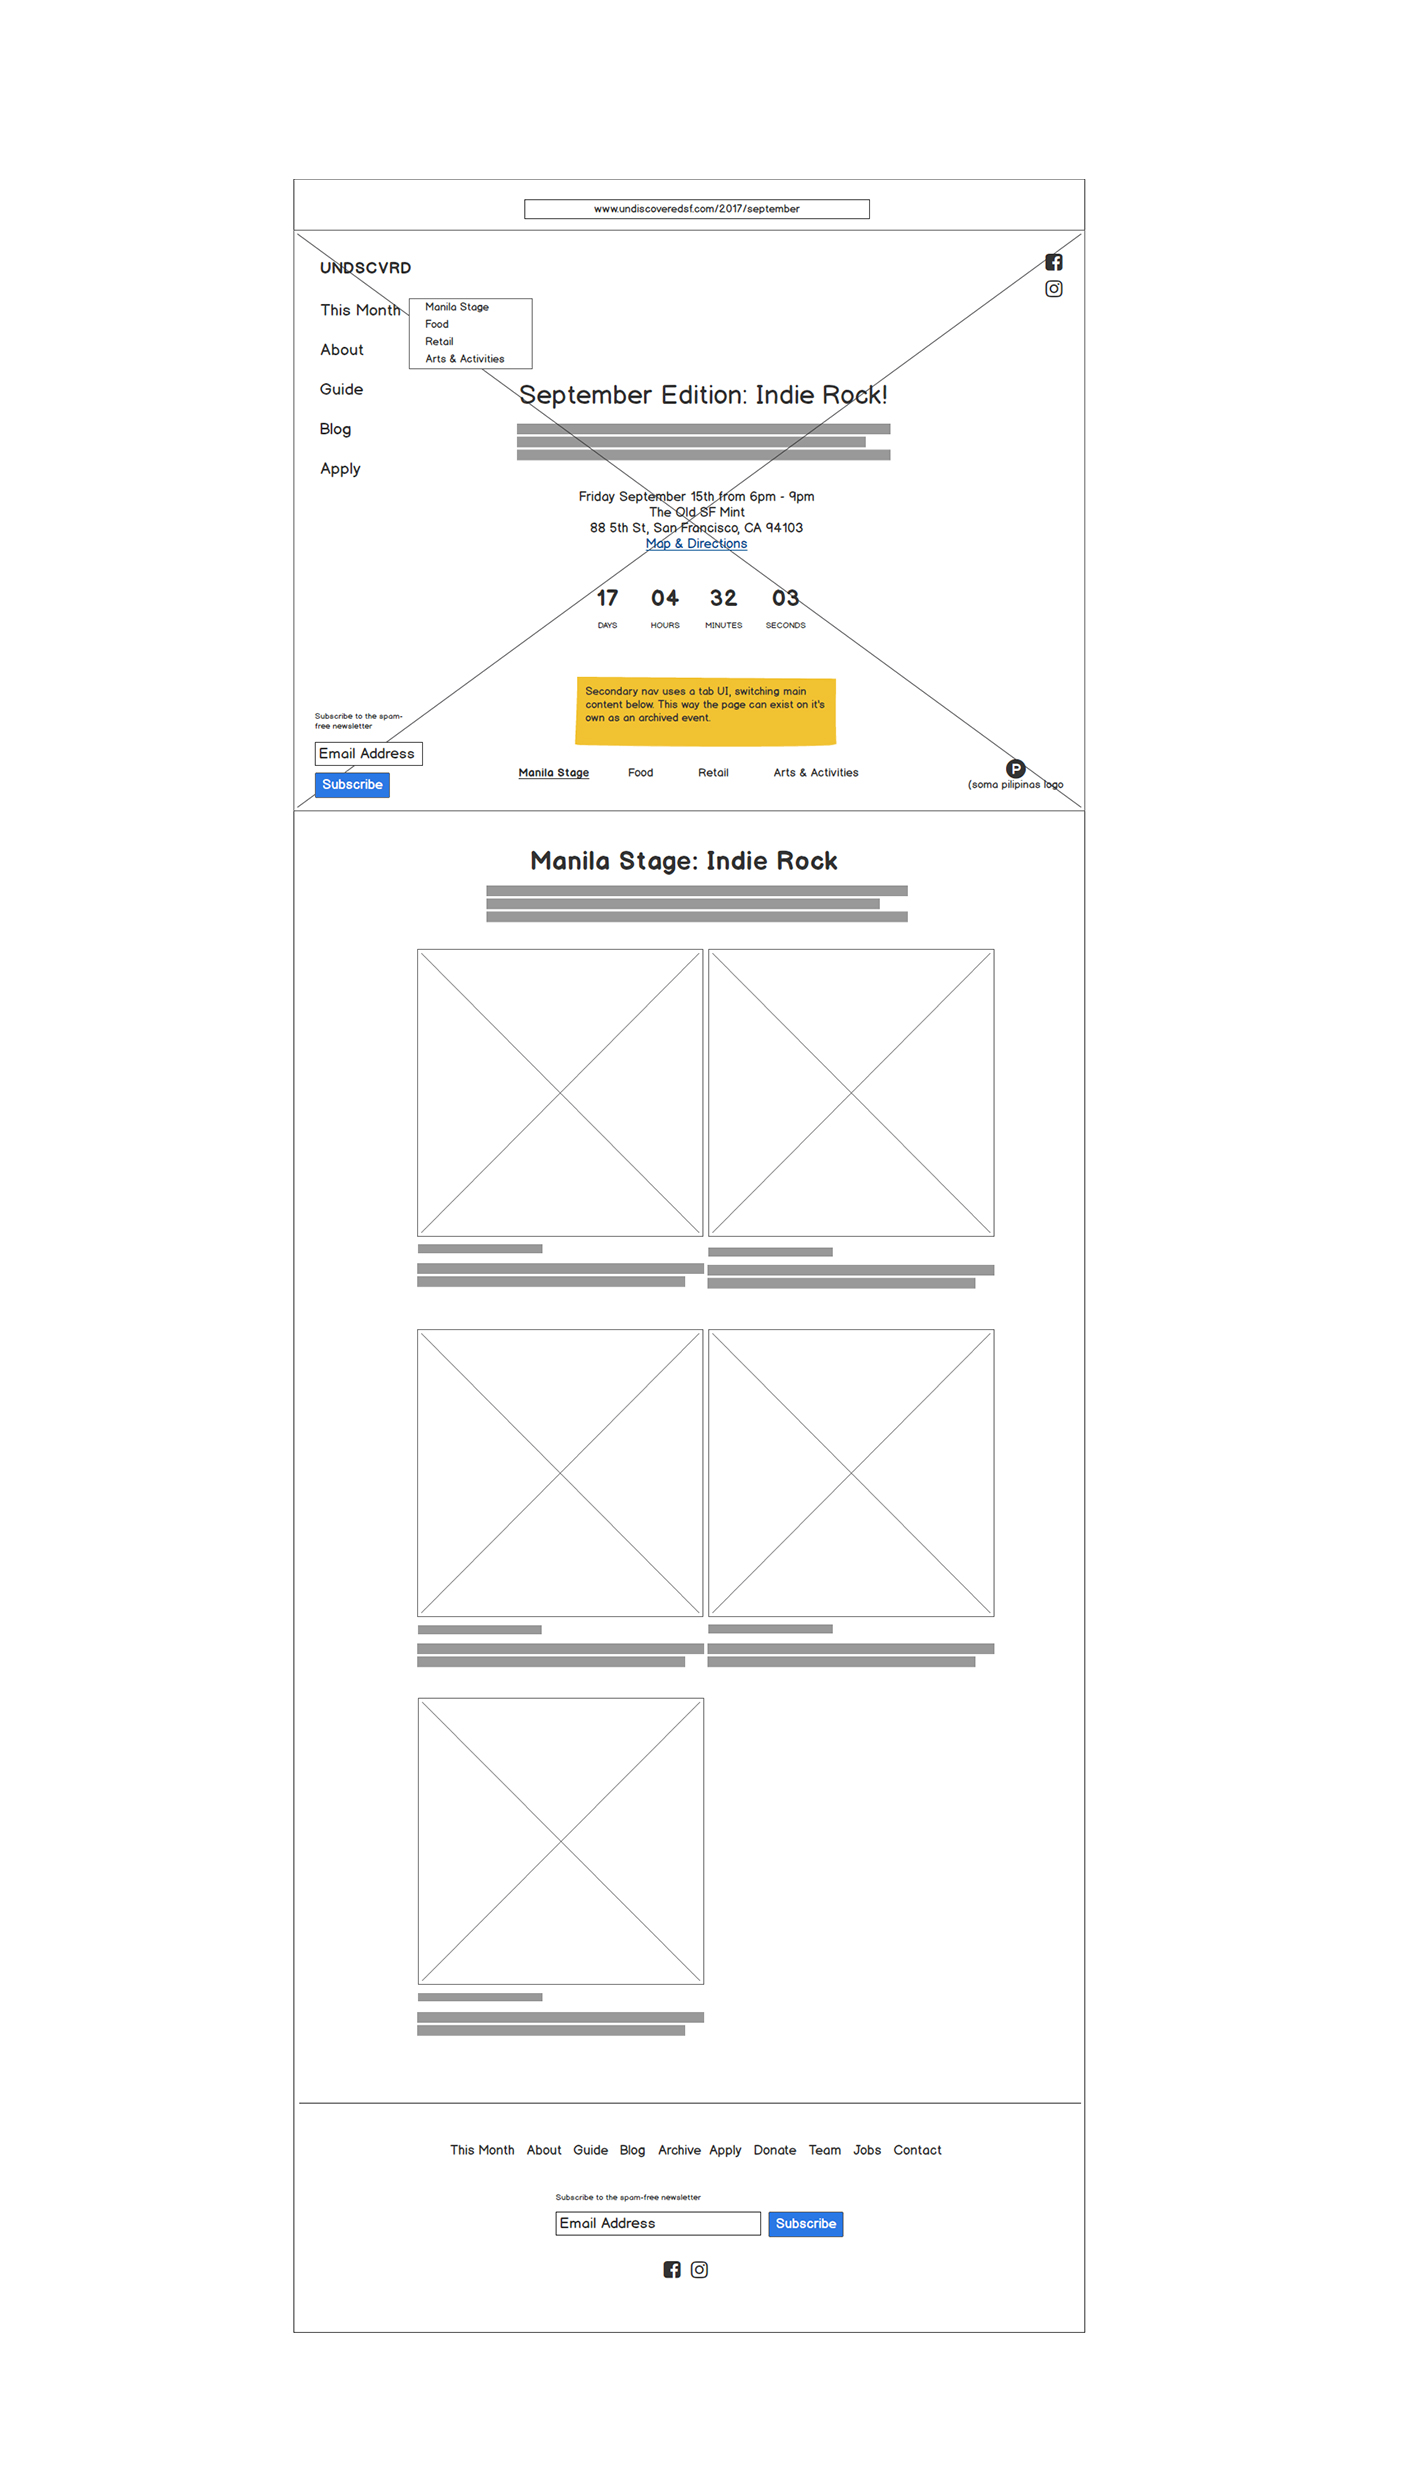 www.undiscoveredsf.com/2017/september
UNDSCVRD
This Month
Manila Stage
Food
Retail
Arts & Activities
About
Guide
Blog
Apply
September Edition: Indie Rock!
Friday September 15th from 6pm - 9pm
The Old SF Mint
88 5th St, San Francisco, CA 94103
Map & Directions
17 04 32 03
DAYS HOURS MINUTES SECONDS
Secondary nav uses a tab UI, switching main
content below. This way the page can exist on it's
own as an archived event.
Subscribe to the spam-
free newsletter
Email Address
Subscribe
Manila Stage Food Retail Arts & Activities
P
(soma pilipinas logo
Manila Stage: Indie Rock
This Month About Guide Blog Archive Apply Donate Team Jobs Contact
Subscribe to the spam-free newsletter
Email Address Subscribe